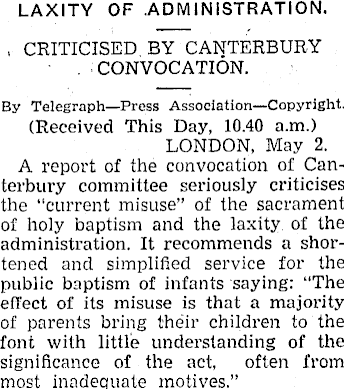 LAXITY OF ADMINISTRATION.
CRITICISED BY CANTERBURY
CONVOCATION.
By Telegraph—Press Association—Copyright.
(Received This Day, 10.40 a.m.)
LONDON, May 2.
A report of the convocation of Can-
terbury committee seriously criticises
the "current misuse" of the sacrament
of holy baptism and the laxity of the
administration. It recommends a shor-
tened and simplified service for the
public baptism of infants saying: "The
effect of its misuse is that a majority
of parents bring their children to the
font with little understanding of the
significance of the act, often from
most inadequate motives."